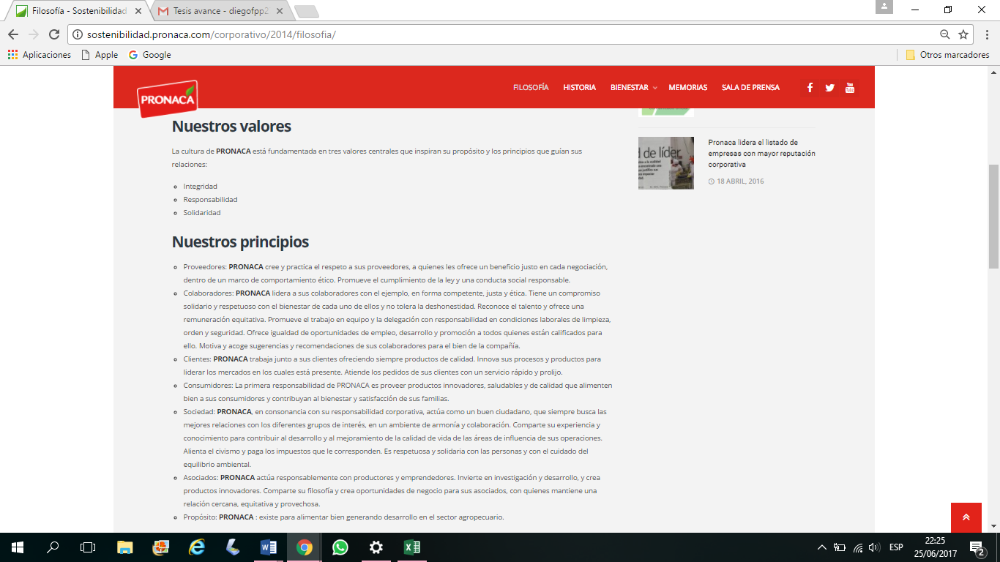 Filosofía - Sostenibilidad
Tesis avance - diegofpp2
sostenibilidad.pronaca.com/corporativo/2014/filosofia/
Aplicaciones
Apple
Google
Otros marcadores
PRONACA
FILOSOFÍA
HISTORIA
BIENESTAR
MEMORIAS
SALA DE PRENSA
You Tube
Nuestros valores
La cultura de PRONACA está fundamentada en tres valores centrales que inspiran su propósito y los principios que guían sus
relaciones:
Integridad
Responsabilidad
Solidaridad
Nuestros principios
Proveedores: PRONACA cree y practica el respeto a sus proveedores, a quienes les ofrece un beneficio justo en cada negociación,
dentro de un marco de comportamiento ético. Promueve el cumplimiento de la ley y una conducta social responsable.
Colaboradores: PRONACA lidera a sus colaboradores con el ejemplo, en forma competente, justa y ética. Tiene un compromiso
solidario y respetuoso con el bienestar de cada uno de ellos y no tolera la deshonestidad. Reconoce el talento y ofrece una
remuneración equitativa. Promueve el trabajo en equipo y la delegación con responsabilidad en condiciones laborales de limpieza,
orden y seguridad. Ofrece igualdad de oportunidades de empleo, desarrollo y promoción a todos quienes están calificados para
ello. Motiva y acoge sugerencias y recomendaciones de sus colaboradores para el bien de la compañía.
Clientes: PRONACA trabaja junto a sus clientes ofreciendo siempre productos de calidad. Innova sus procesos y productos para
liderar los mercados en los cuales está presente. Atiende los pedidos de sus clientes con un servicio rápido y prolijo.
Consumidores: La primera responsabilidad de PRONACA es proveer productos innovadores, saludables y de calidad que alimenten
bien a sus consumidores y contribuyan al bienestar y satisfacción de sus familias.
Sociedad: PRONACA, en consonancia con su responsabilidad corporativa, actúa como un buen ciudadano, que siempre busca las
mejores relaciones con los diferentes grupos de interés, en un ambiente de armonía y colaboración. Comparte su experiencia y
conocimiento para contribuir al desarrollo y al mejoramiento de la calidad de vida de las áreas de influencia de sus operaciones.
Alienta el civismo y paga los impuestos que le corresponden. Es respetuosa y solidaria con las personas y con el cuidado del
equilibrio ambiental.
Asociados: PRONACA actúa responsablemente con productores y emprendedores. Invierte en investigación y desarrollo, y crea
productos innovadores. Comparte su filosofía y crea oportunidades de negocio para sus asociados, con quienes mantiene una
relación cercana, equitativa y provechosa.
Propósito: PRONACA : existe para alimentar bien generando desarrollo en el sector agropecuario.
d de líder
Pronaca lidera el listado de
empresas con mayor reputación
corporativa
18 ABRIL, 2016
ESP
22:25
25/06/2017
2